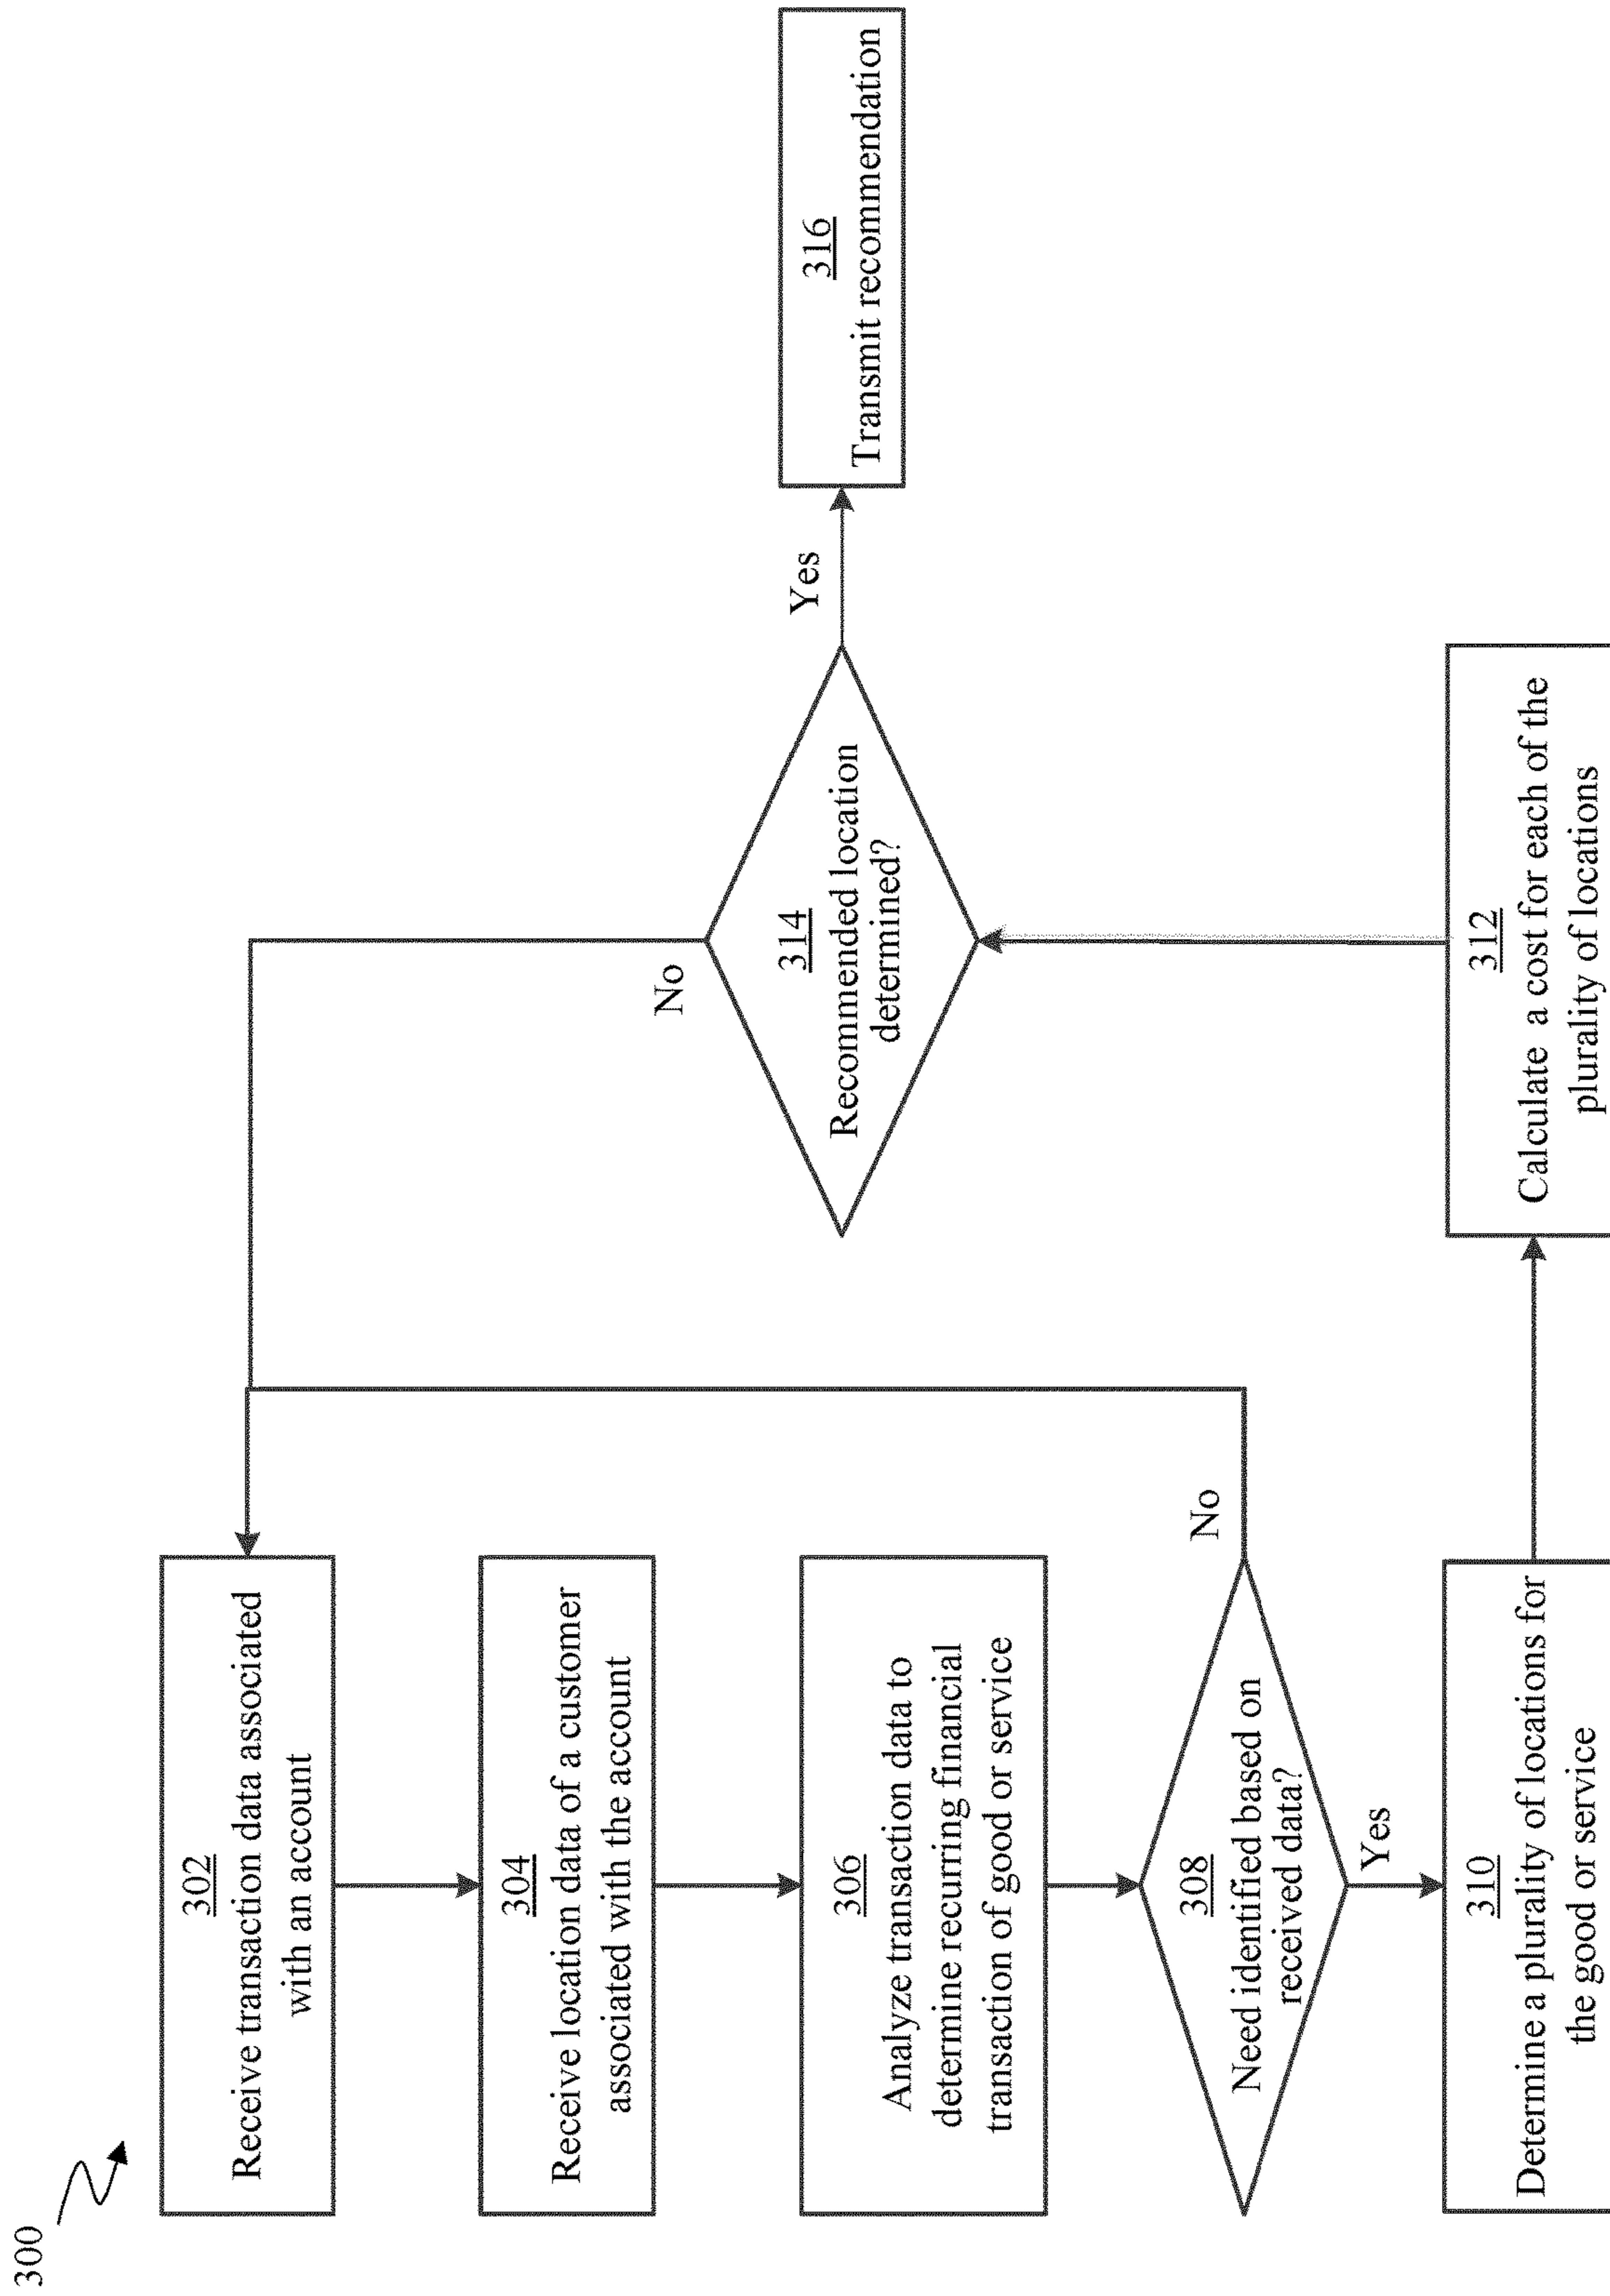 300
302
Receive transaction data associated
with an account
304
Receive location data of a customer
associated with the account
306
Analyze transaction data to
determine recurring financial
transaction of good or service
308
Need identified based on
received data?
No
Yes
310
Determine a plurality of locations for
the good or service
312
Calculate a cost for each of the
plurality of locations
314
Recommended location
determined?
No
Yes
316
Transmit recommendation